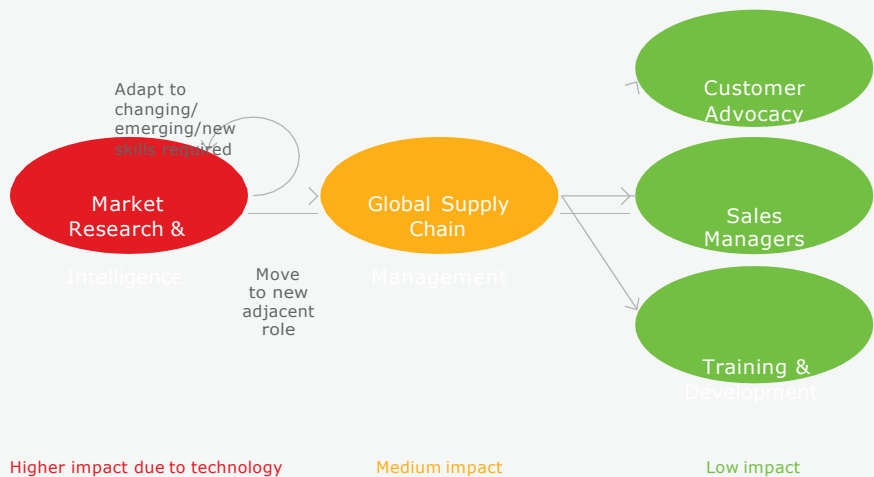 Adapt to
changing/
emerging/new
skills required
Market
Research &
Intelligence
Move
to new
adjacent
role
Global Supply
Chain
Management
Customer
Advocacy
Sales
Managers
Training &
Development
Higher impact due to technology
Medium impact
Low impact